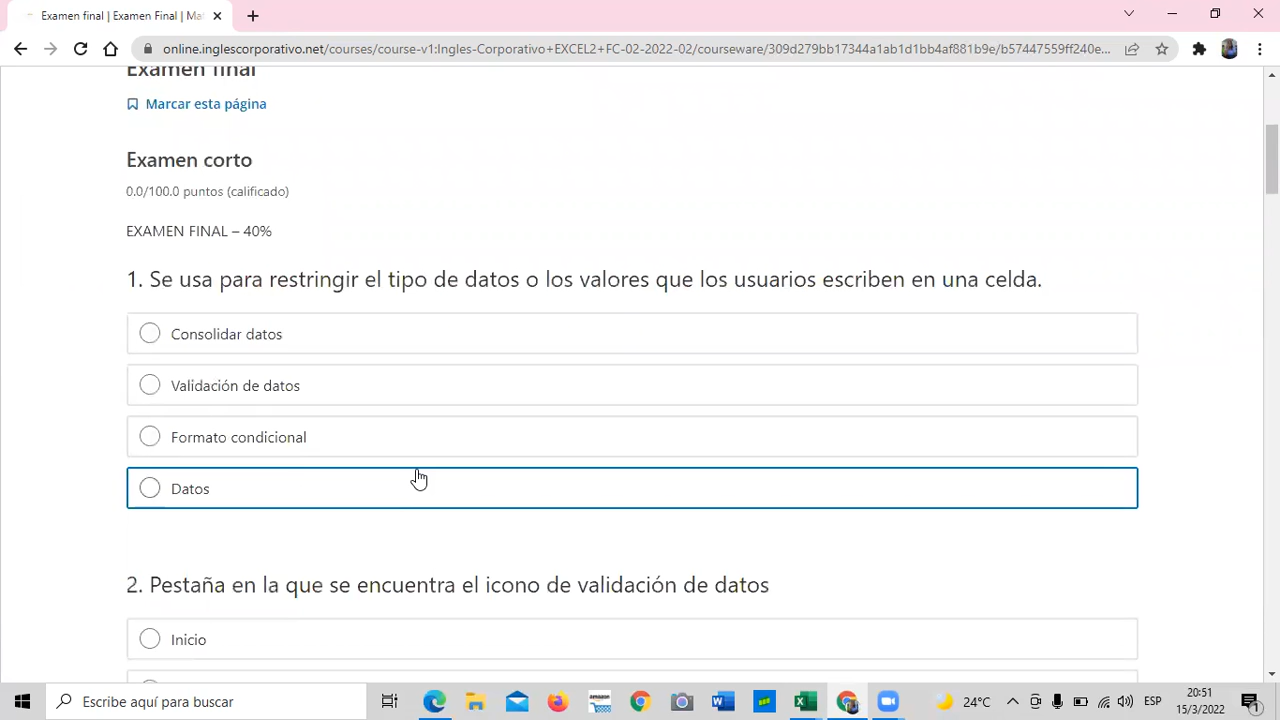 Examen final | Examen Final | Ma
online.inglescorporativo.net/courses/course-v1:Ingles-Corporativo+EXCEL2+FC-02-2022-02/courseware/309d279bb17344a1ab1d1bb4af881b9e/b57447559ff240e...
Examen final
Marcar esta página
Examen corto
0.0/100.0 puntos (calificado)
EXAMEN FINAL – 40%
1. Se usa para restringir el tipo de datos o los valores que los usuarios escriben en una celda.
Consolidar datos
Validación de datos
Formato condicional
Datos
2. Pestaña en la que se encuentra el icono de validación de datos
Inicio
Escribe aquí para buscar
amazon
24°C
ESP
20:51
15/3/2022
1